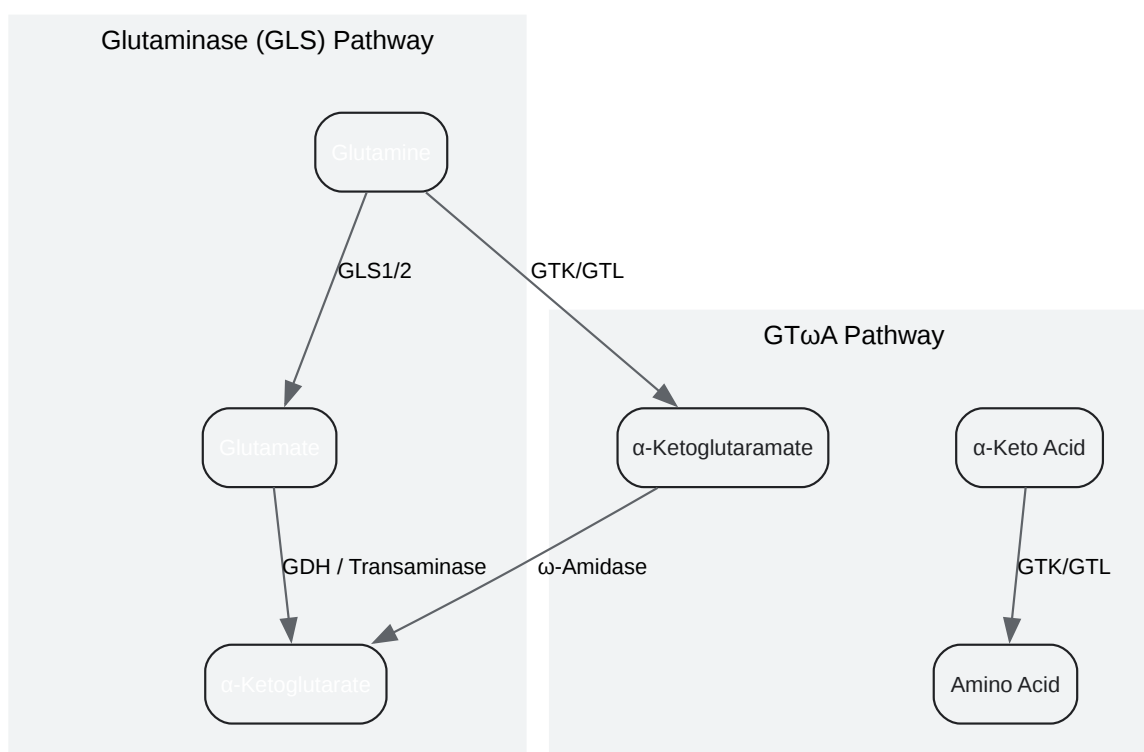 Glutaminase (GLS) Pathway
Glutamine
GLS1/2
GTK/GTL
GTωA Pathway
Glutamate
α-Ketoglutaramate
α-Keto Acid
GDH / Transaminase
ω-Amidase
GTK/GTL
α-Ketoglutarate
Amino Acid